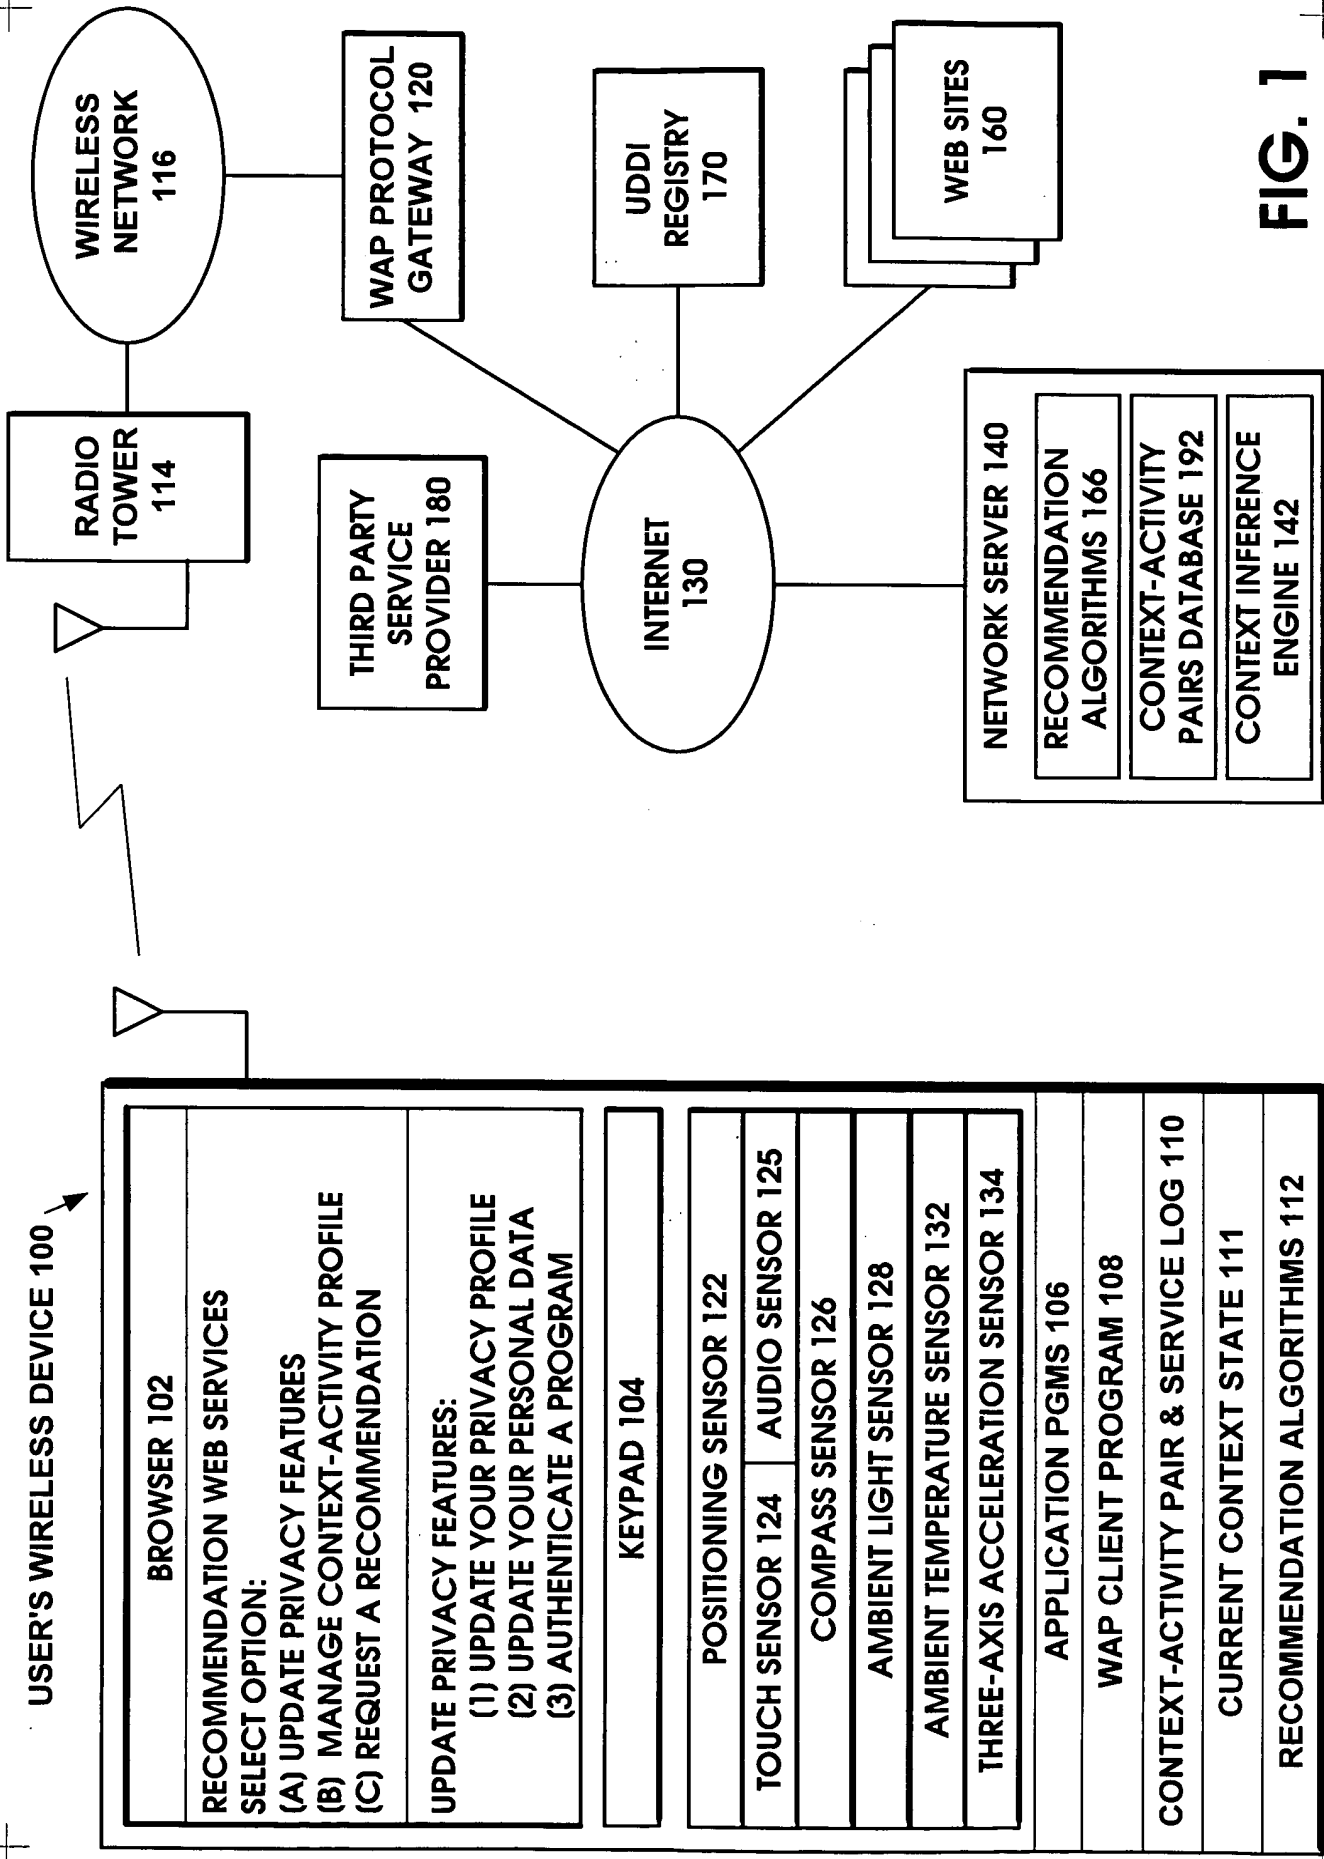 USER'S WIRELESS DEVICE 100
BROWSER 102
RECOMMENDATION WEB SERVICES
SELECT OPTION:
(A) UPDATE PRIVACY FEATURES
(B) MANAGE CONTEXT-ACTIVITY PROFILE
(C) REQUEST A RECOMMENDATION
UPDATE PRIVACY FEATURES:
(1) UPDATE YOUR PRIVACY PROFILE
(2) UPDATE YOUR PERSONAL DATA
(3) AUTHENTICATE A PROGRAM
KEYPAD 104
POSITIONING SENSOR 122
TOUCH SENSOR 124
AUDIO SENSOR 125
COMPASS SENSOR 126
AMBIENT LIGHT SENSOR 128
AMBIENT TEMPERATURE SENSOR 132
THREE-AXIS ACCELERATION SENSOR 134
APPLICATION PGMS 106
WAP CLIENT PROGRAM 108
CONTEXT-ACTIVITY PAIR & SERVICE LOG 110
CURRENT CONTEXT STATE 111
RECOMMENDATION ALGORITHMS 112
RADIO
TOWER
114
WIRELESS
NETWORK
116
THIRD PARTY
SERVICE
PROVIDER 180
WAP PROTOCOL
GATEWAY 120
INTERNET
130
UDDI
REGISTRY
170
WEB SITES
160
NETWORK SERVER 140
RECOMMENDATION
ALGORITHMS 166
CONTEXT-ACTIVITY
PAIRS DATABASE 192
CONTEXT INFERENCE
ENGINE 142
FIG. 1